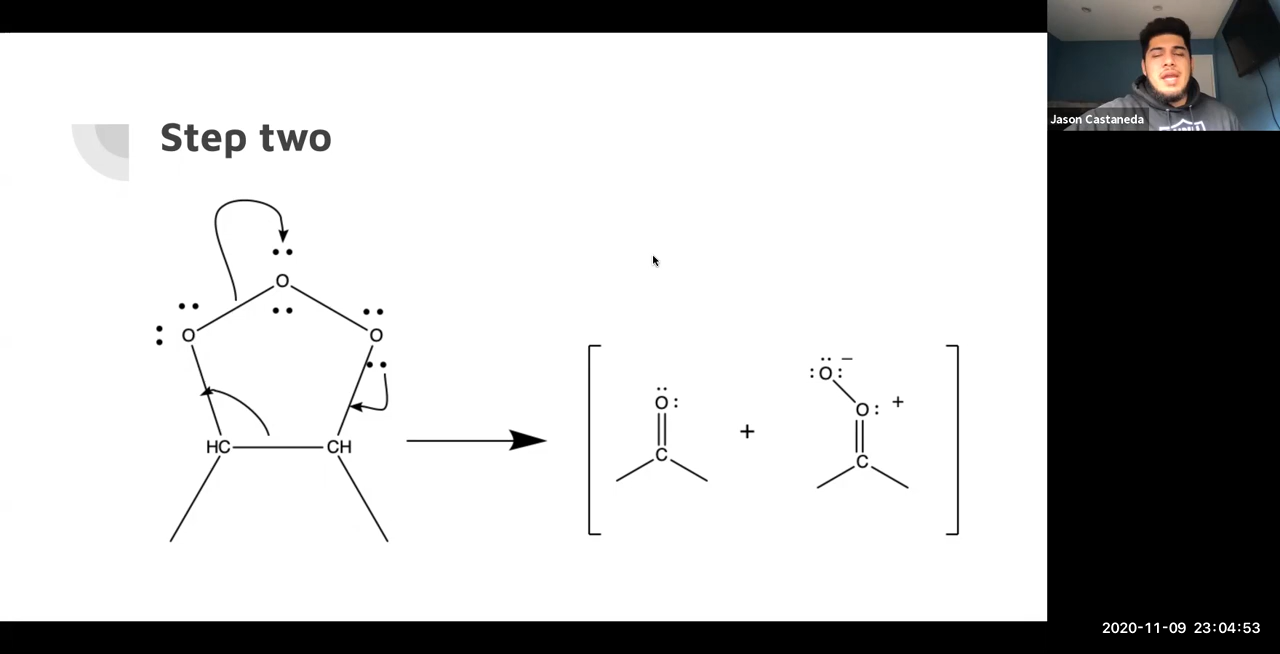 Step two
Jason Castaneda
O
O
O
HC
CH
O
C
+
O
−
O
+
C
2020-11-09 23:04:53